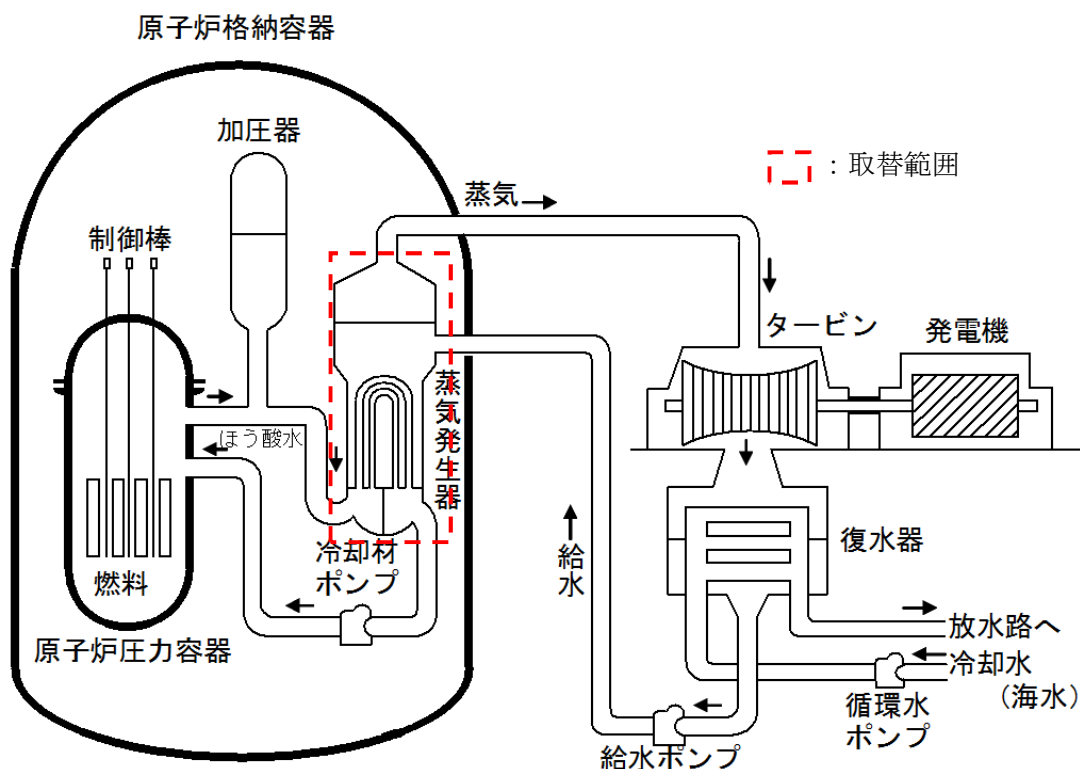 原子炉格納容器
加圧器
：取替範囲
蒸気
制御棒
タービン
発電機
ほう酸水
蒸気発生器
冷却材
ポンプ
給水
復水器
燃料
原子炉圧力容器
放水路へ
冷却水
（海水）
循環水
ポンプ
給水ポンプ